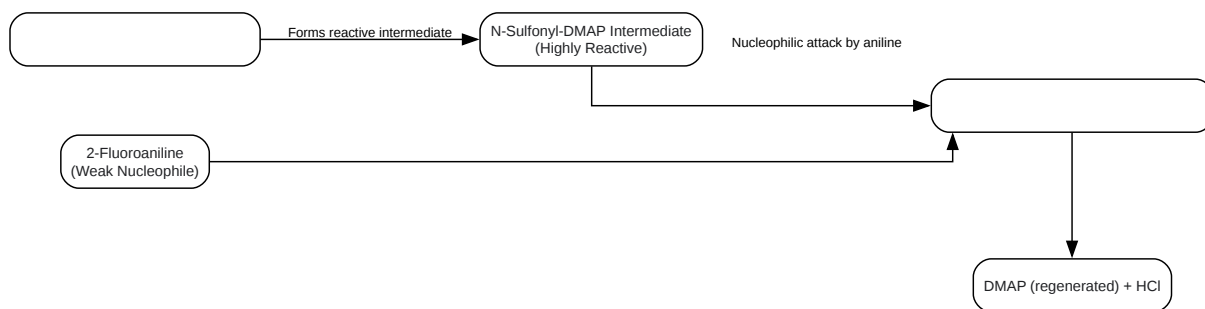 Forms reactive intermediate
N-Sulfonyl-DMAP Intermediate
(Highly Reactive)
Nucleophilic attack by aniline
2-Fluoroaniline
(Weak Nucleophile)
DMAP (regenerated) + HCl